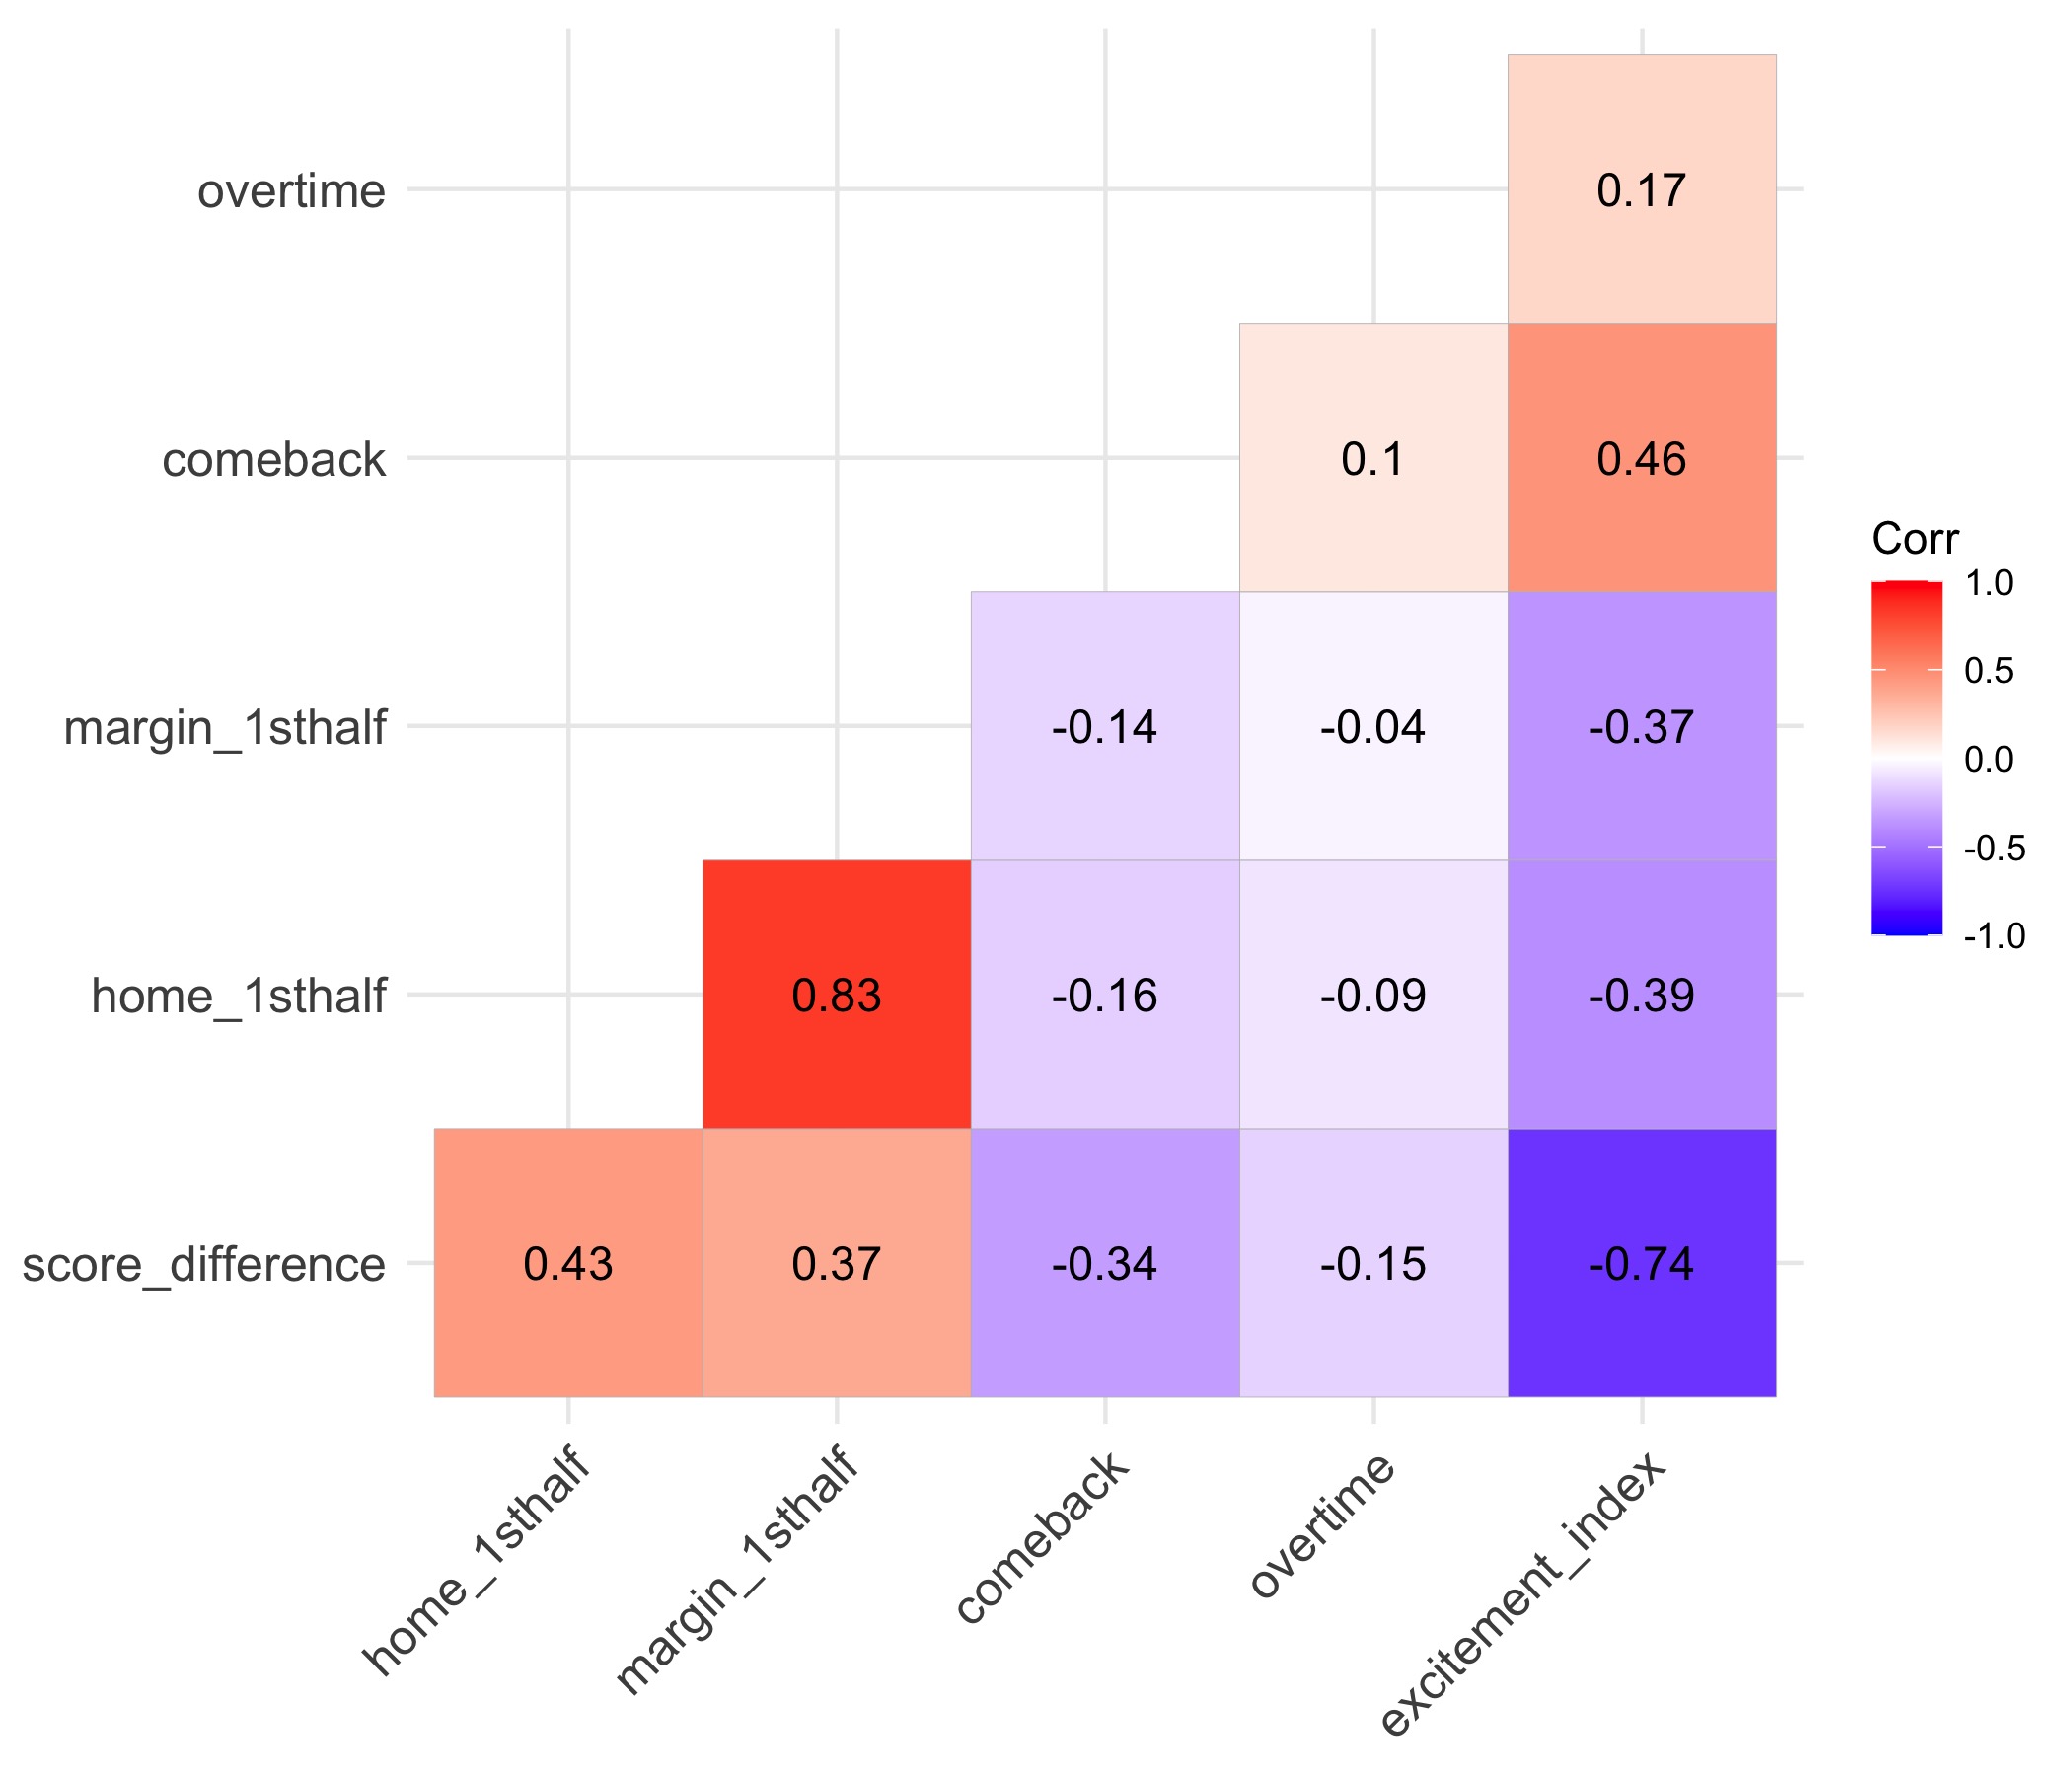 overtime
0.17
comeback
0.1 0.46
Corr
1.0
0.5
0.0
-0.5
-1.0
margin_1sthalf
-0.14 -0.04 -0.37
home_1sthalf
0.83 -0.16 -0.09 -0.39
score_difference
0.43 0.37 -0.34 -0.15 -0.74
home_1sthalf
margin_1sthalf
comeback
overtime
excitement_index